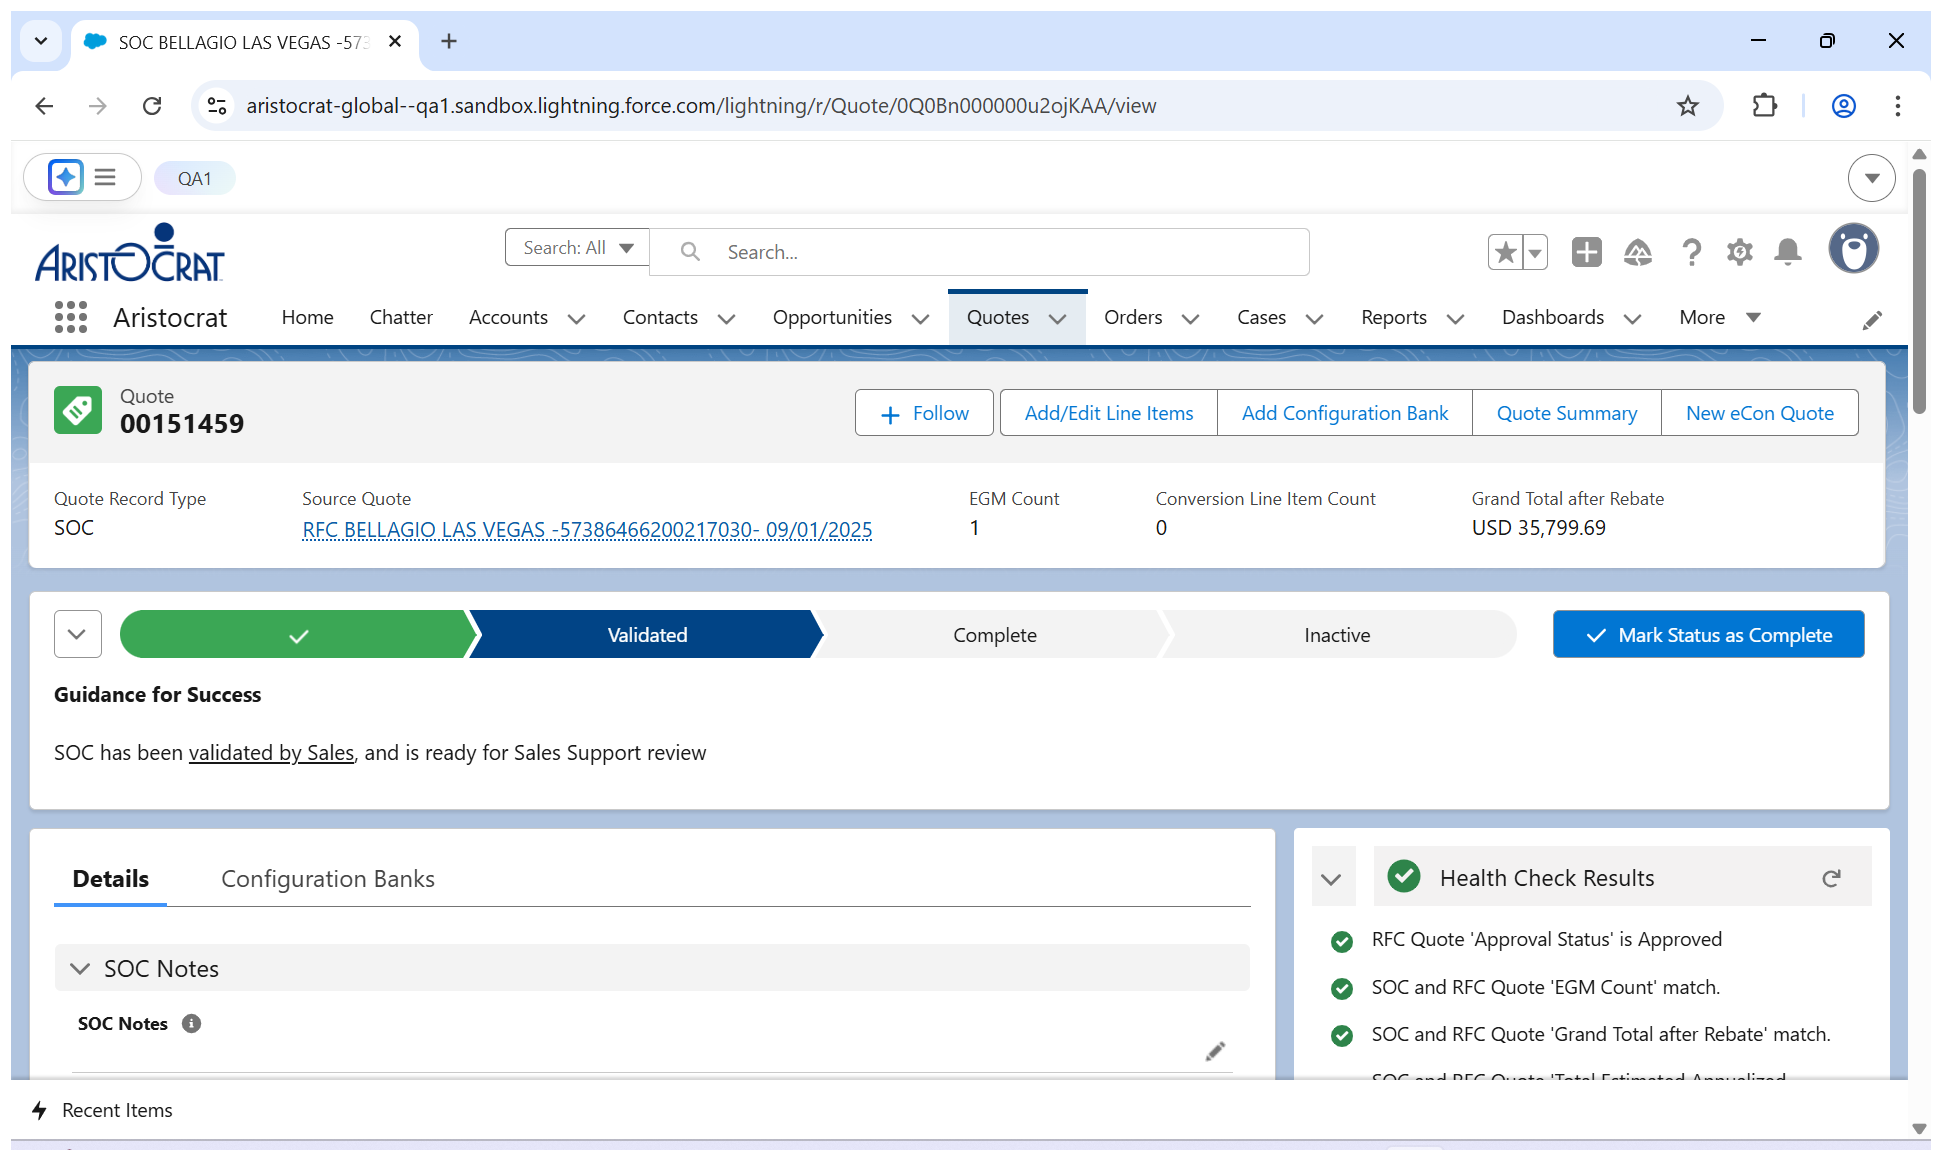 SOC BELLAGIO LAS VEGAS -573
aristocrat-global--qa1.sandbox.lightning.force.com/lightning/r/Quote/0Q0Bn000000u2ojKAA/view
QA1
ARISTOCRAT
Search: All
Search...
Aristocrat
Home
Chatter
Accounts
Contacts
Opportunities
Quotes
Orders
Cases
Reports
Dashboards
More
Quote
00151459
Follow
Add/Edit Line Items
Add Configuration Bank
Quote Summary
New eCon Quote
Quote Record Type
SOC
Source Quote
RFC BELLAGIO LAS VEGAS -57386466200217030- 09/01/2025
EGM Count
1
Conversion Line Item Count
0
Grand Total after Rebate
USD 35,799.69
Validated
Complete
Inactive
Mark Status as Complete
Guidance for Success
SOC has been validated by Sales, and is ready for Sales Support review
Details
Configuration Banks
SOC Notes
SOC Notes
Health Check Results
RFC Quote 'Approval Status' is Approved
SOC and RFC Quote 'EGM Count' match.
SOC and RFC Quote 'Grand Total after Rebate' match.
SOC and RFC Quote 'Total Estimated Annualized
Recent Items